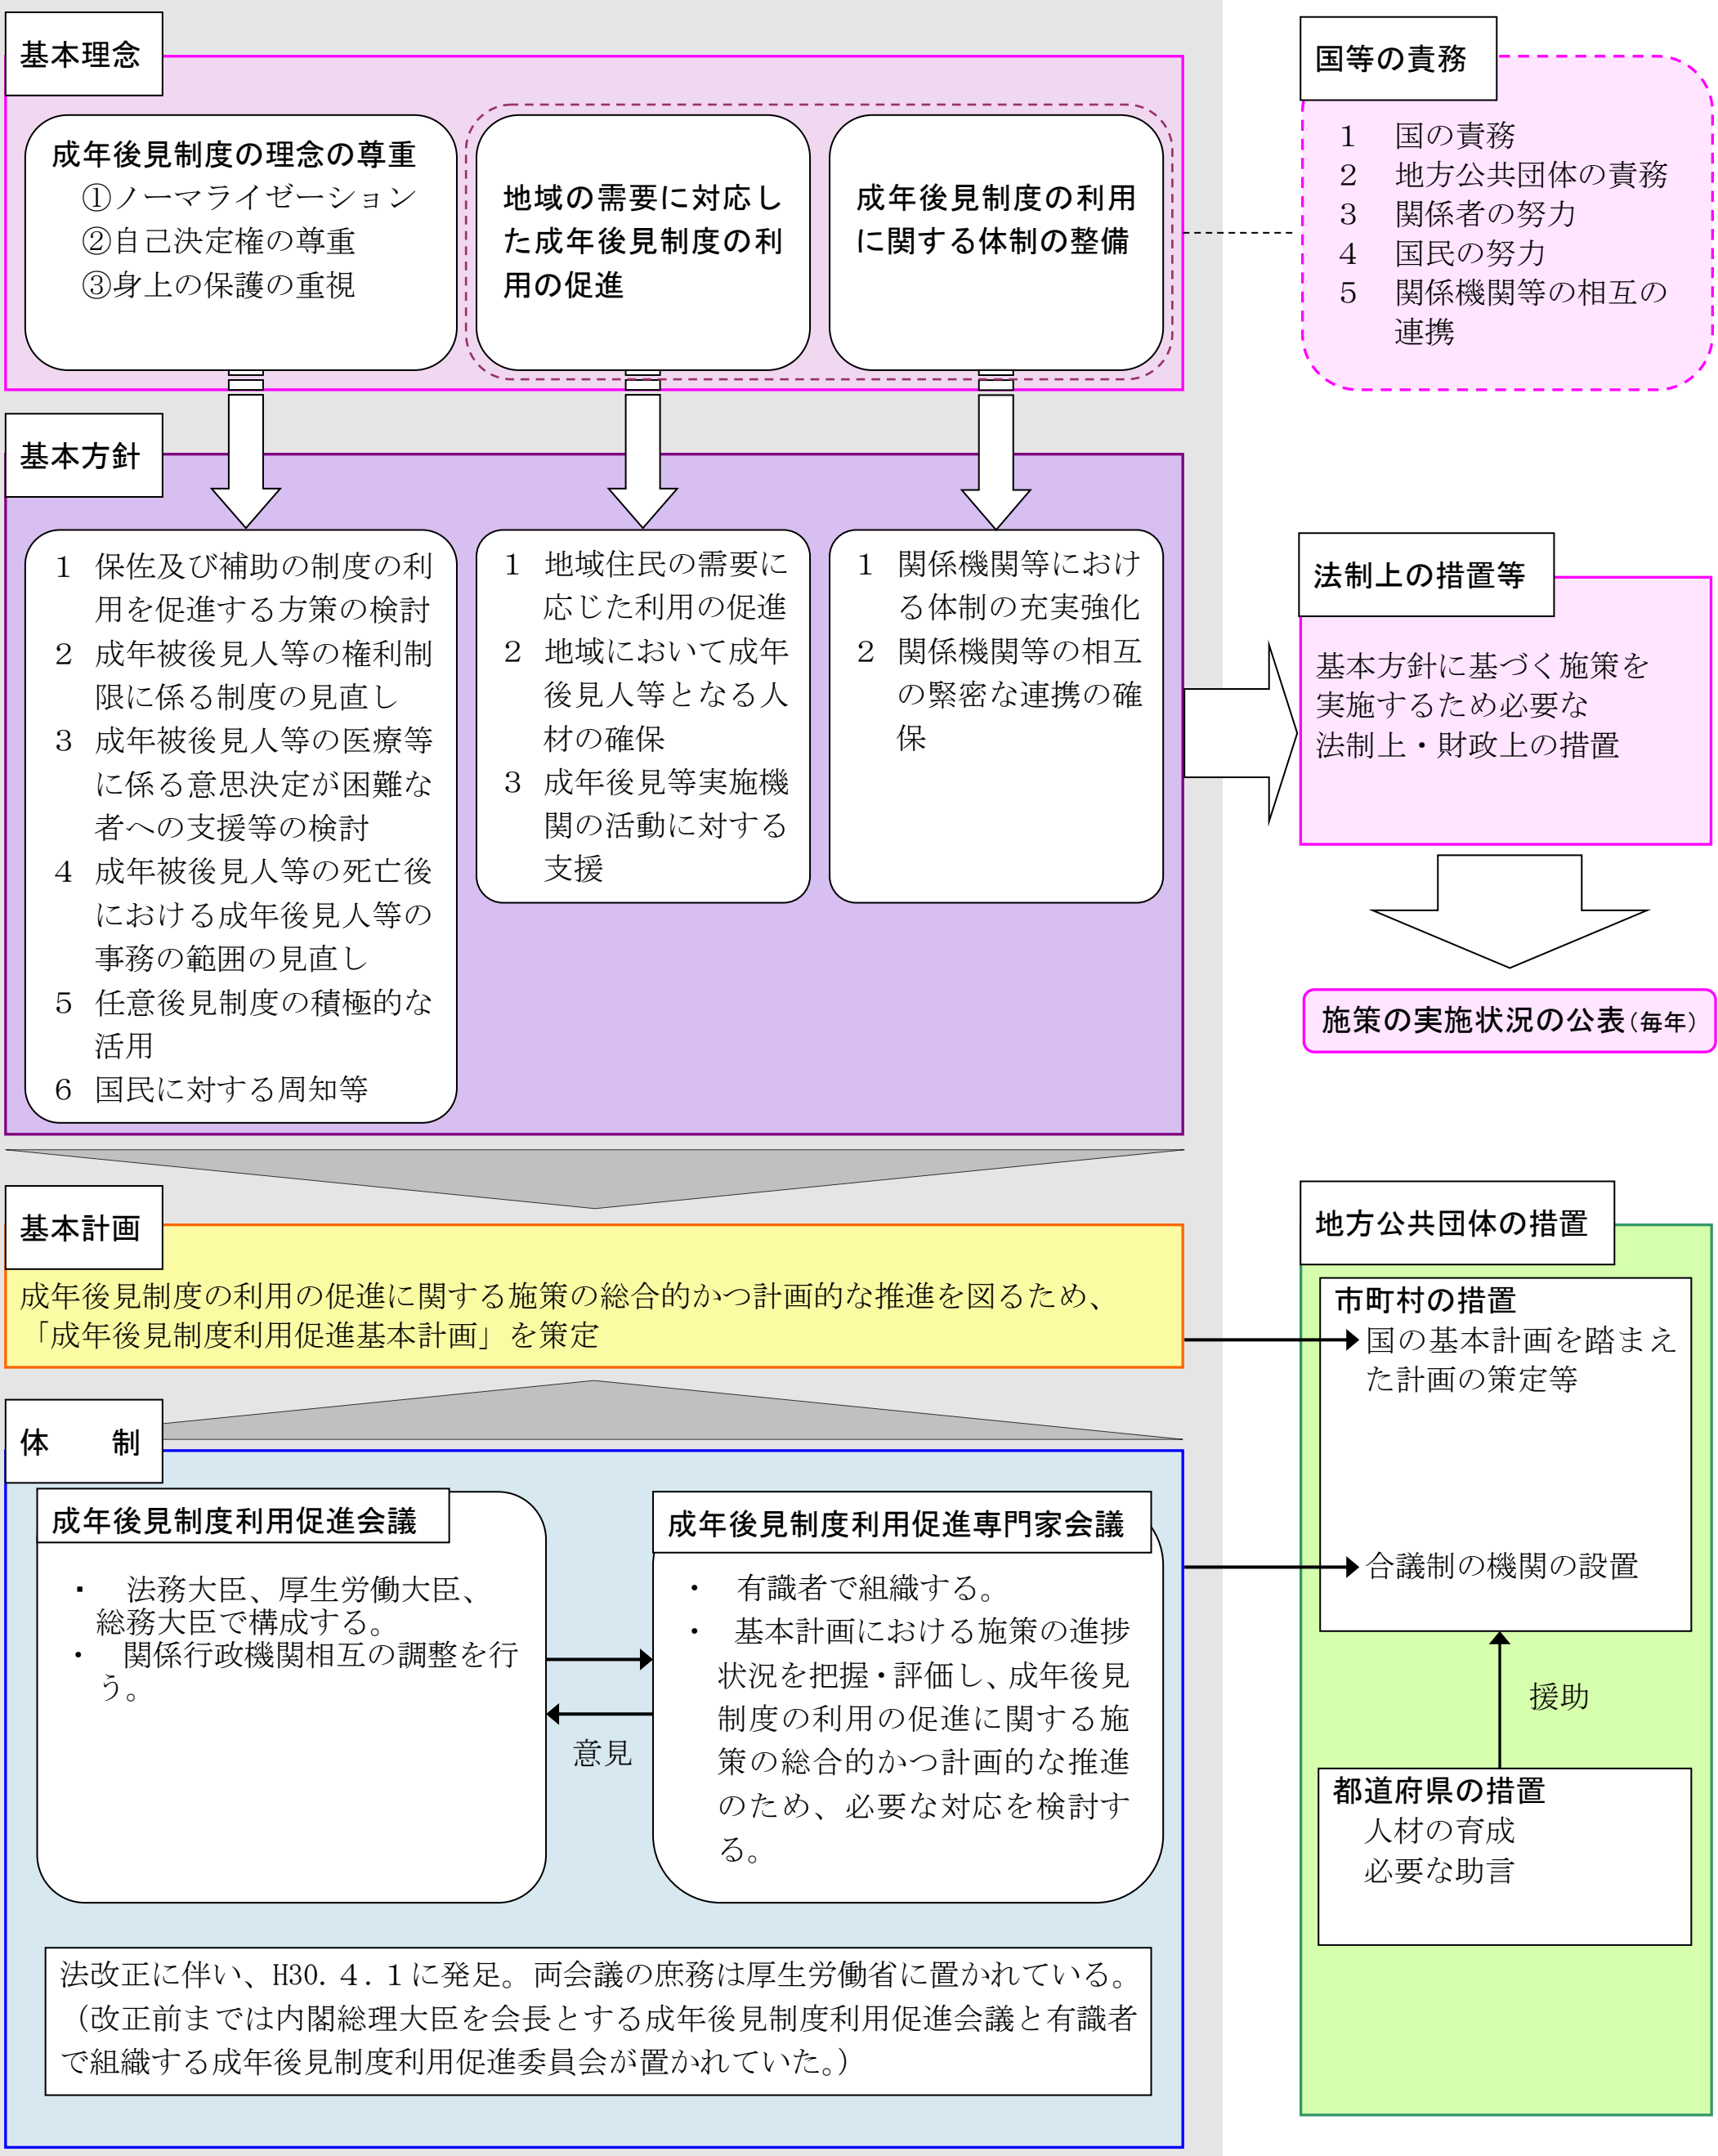 基本理念
成年後見制度の理念の尊重
①ノーマライゼーション
②自己決定権の尊重
③身上の保護の重視
地域の需要に対応し
た成年後見制度の利
用の促進
成年後見制度の利用
に関する体制の整備
国等の責務
1 国の責務
2 地方公共団体の責務
3 関係者の努力
4 国民の努力
5 関係機関等の相互の
連携
基本方針
1 保佐及び補助の制度の利
用を促進する方策の検討
2 成年被後見人等の権利制
限に係る制度の見直し
3 成年被後見人等の医療等
に係る意思決定が困難な
者への支援等の検討
4 成年被後見人等の死亡後
における成年後見人等の
事務の範囲の見直し
5 任意後見制度の積極的な
活用
6 国民に対する周知等
1 地域住民の需要に
応じた利用の促進
2 地域において成年
後見人等となる人
材の確保
3 成年後見等実施機
関の活動に対する
支援
1 関係機関等におけ
る体制の充実強化
2 関係機関等の相互
の緊密な連携の確
保
法制上の措置等
基本方針に基づく施策を
実施するため必要な
法制上・財政上の措置
施策の実施状況の公表(毎年)
基本計画
成年後見制度の利用の促進に関する施策の総合的かつ計画的な推進を図るため、
「成年後見制度利用促進基本計画」を策定
地方公共団体の措置
市町村の措置
国の基本計画を踏まえ
た計画の策定等
合議制の機関の設置
援助
都道府県の措置
人材の育成
必要な助言
体　　制
成年後見制度利用促進会議
・ 法務大臣、厚生労働大臣、
総務大臣で構成する。
・ 関係行政機関相互の調整を行
う。
意見
成年後見制度利用促進専門家会議
・ 有識者で組織する。
・ 基本計画における施策の進捗
状況を把握・評価し、成年後見
制度の利用の促進に関する施
策の総合的かつ計画的な推進
のため、必要な対応を検討す
る。
法改正に伴い、H30.4.1に発足。両会議の庶務は厚生労働省に置かれている。
（改正前までは内閣総理大臣を会長とする成年後見制度利用促進会議と有識者
で組織する成年後見制度利用促進委員会が置かれていた。）